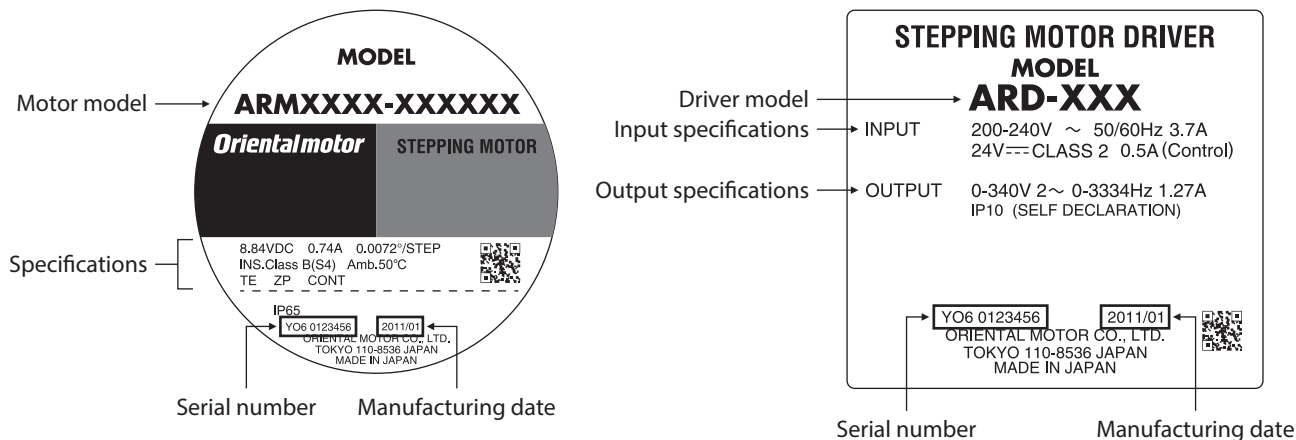 MODEL
Motor model
ARMXXXX-XXXXXX
Orientalmotor
STEPPING MOTOR
Specifications
8.84VDC 0.74A 0.0072°/STEP
INS.Class B(S4) Amb.50°C
TE ZP CONT
IP65
YO6 0123456 2011/01
ORIENTAL MOTOR CO., LTD.
TOKYO 110-8536 JAPAN
MADE IN JAPAN
Serial number Manufacturing date
STEPPING MOTOR DRIVER
MODEL
Driver model ARD-XXX
Input specifications INPUT 200-240V ~ 50/60Hz 3.7A
24V⎓CLASS 2 0.5A (Control)
Output specifications OUTPUT 0-340V 2~ 0-3334Hz 1.27A
IP10 (SELF DECLARATION)
YO6 0123456 2011/01
ORIENTAL MOTOR CO., LTD.
TOKYO 110-8536 JAPAN
MADE IN JAPAN
Serial number Manufacturing date